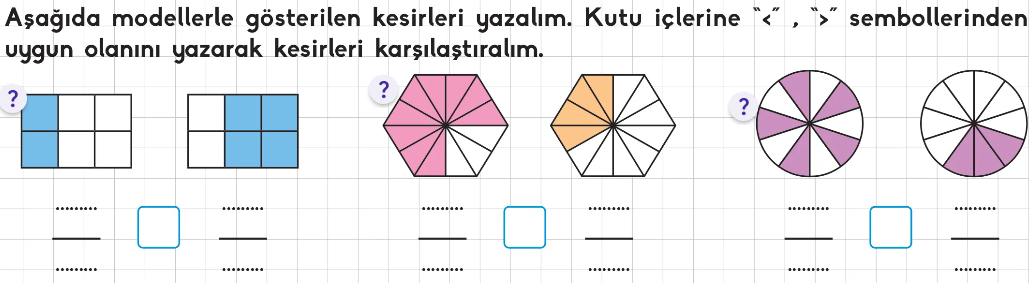 Aşağıda modellerle gösterilen kesirleri yazalım. Kutu içlerine “<” , “>” sembollerinden
uygun olanını yazarak kesirleri karşılaştıralım.
? ? ?